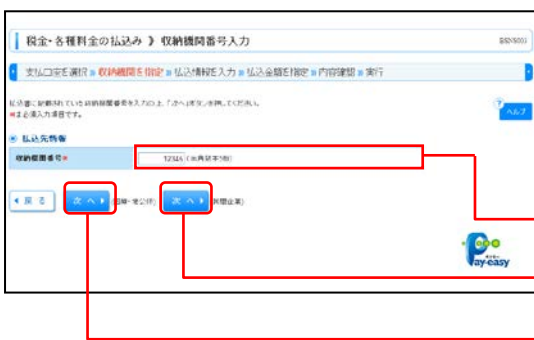 税金・各種料金の払込み 》 収納機関番号入力
BSNS001
支払口座を選択 » 収納機関を指定 » 払込情報を入力 » 払込金額を指定 » 内容確認 » 実行
払込書に記載されている収納機関番号を入力の上、「次へ」ボタンを押してください。
※は必須入力項目です。
ヘルプ
払込先情報
収納機関番号※
12345 (半角数字5桁)
戻 る
次 へ
次 へ
(民間企業)
Pay-easy